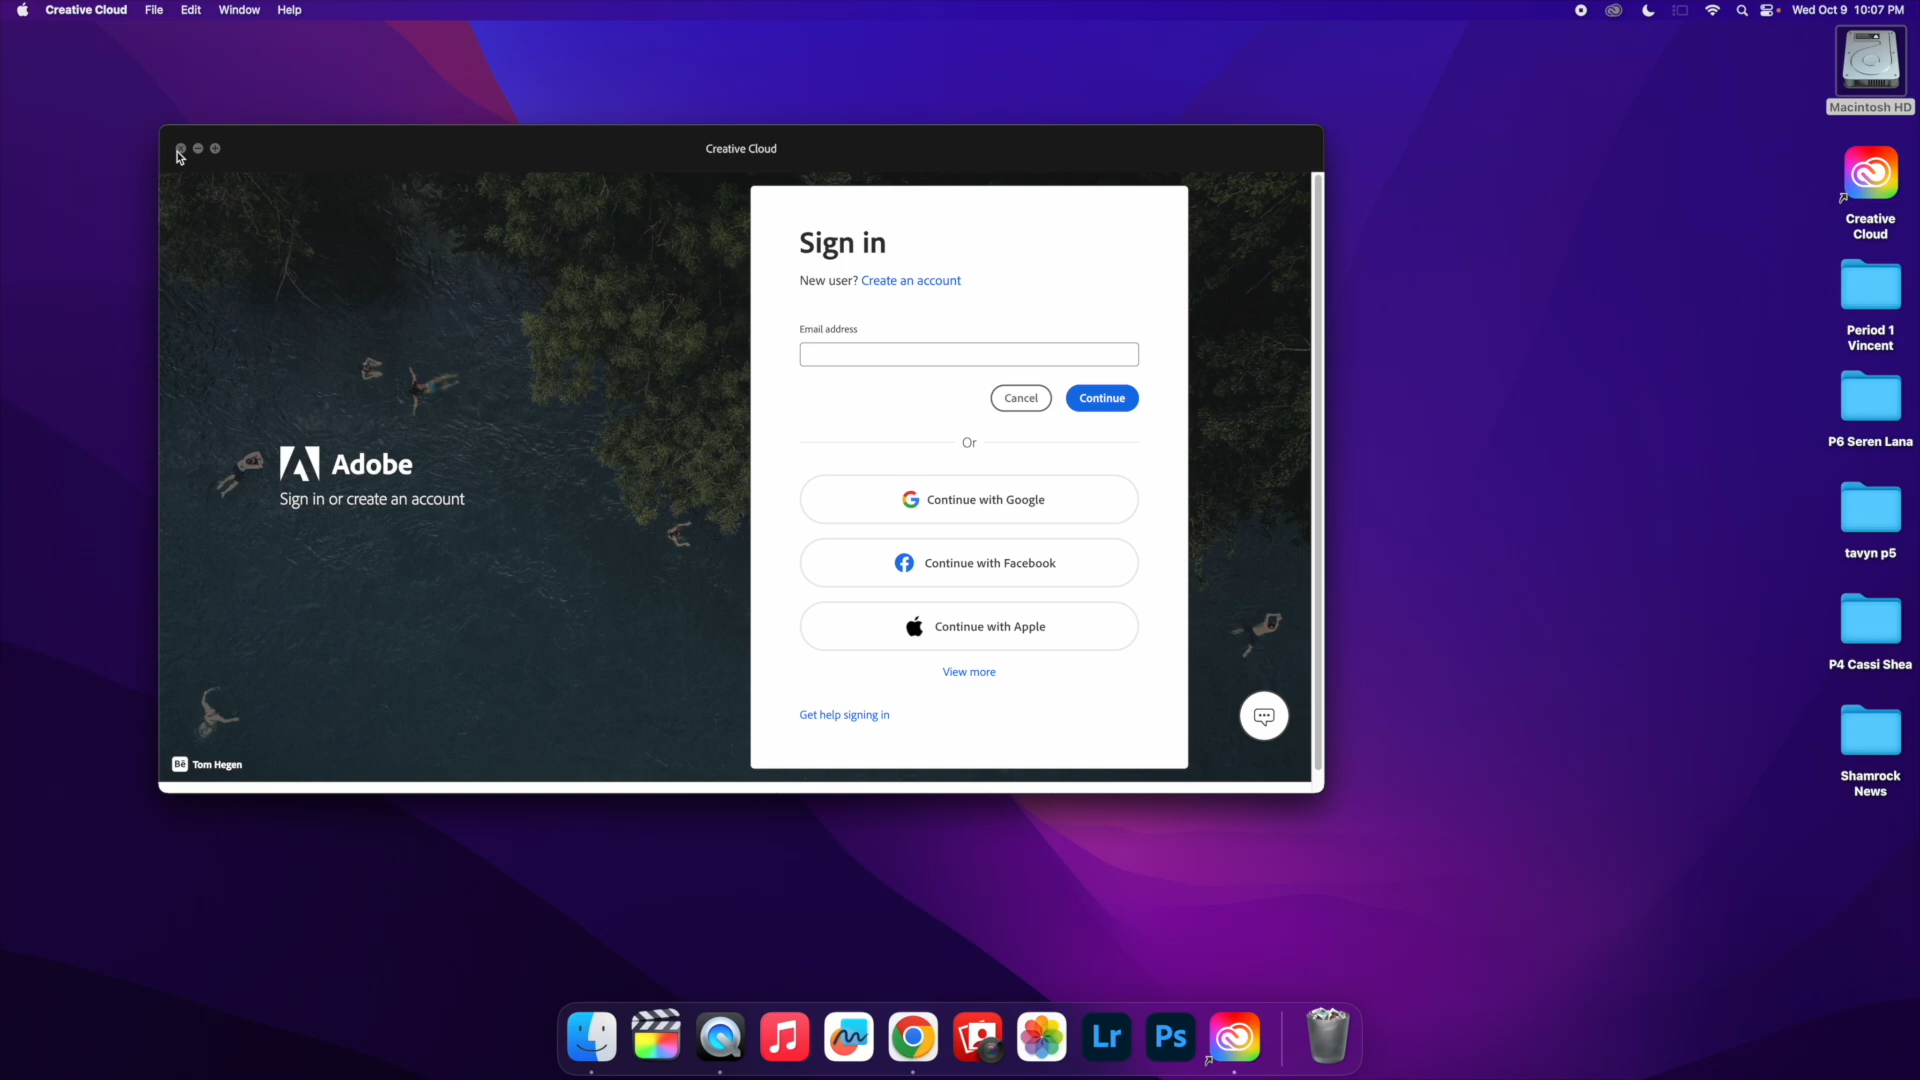 Creative Cloud File Edit Window Help
Wed Oct 9 10:07 PM
Macintosh HD
Creative Cloud
Creative
Cloud
Sign in
New user? Create an account
Email address
Cancel
Continue
Or
Continue with Google
Continue with Facebook
Continue with Apple
View more
Get help signing in
Adobe
Sign in or create an account
Bē Tom Hegen
Period 1
Vincent
P6 Seren Lana
tavyn p5
P4 Cassi Shea
Shamrock
News
Lr
Ps